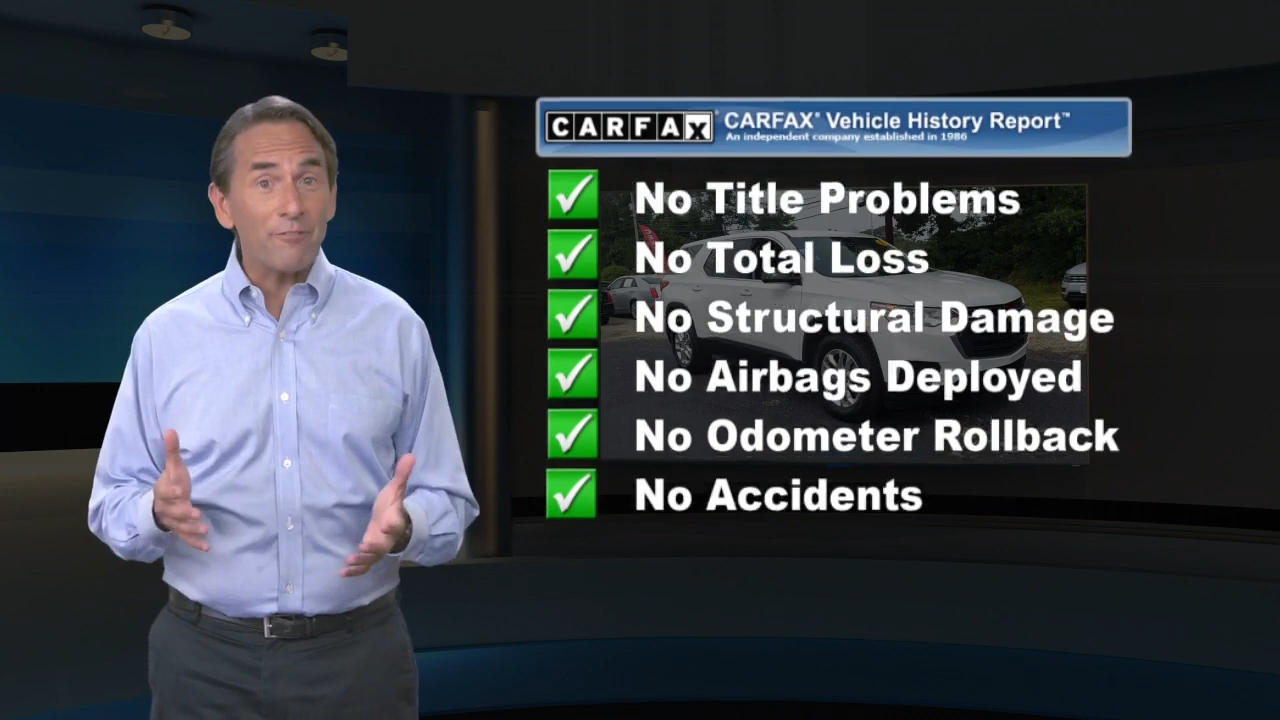 CARFAX
CARFAX® Vehicle History Report™
An independent company established in 1986
No Title Problems
No Total Loss
No Structural Damage
No Airbags Deployed
No Odometer Rollback
No Accidents